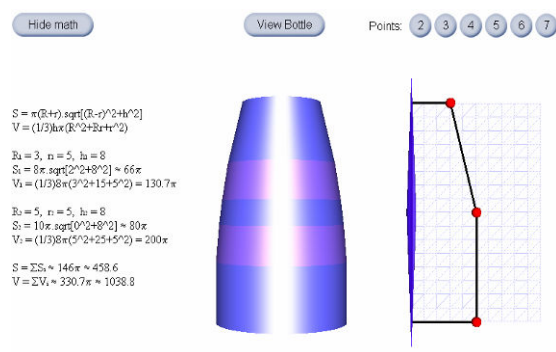 Hide math
View Bottle
Points: 2 3 4 5 6 7
S = π(R+r).sqrt[(R-r)^2+h^2]
V = (1/3)hπ(R^2+Rr+r^2)
R₁ = 3, r₁ = 5, h₁ = 8
S₁ = 8π.sqrt[2^2+8^2] ≈ 66π
V₁ = (1/3)8π(3^2+15+5^2) = 130.7π
R₂ = 5, r₂ = 5, h₂ = 8
S₂ = 10π.sqrt[0^2+8^2] ≈ 80π
V₂ = (1/3)8π(5^2+25+5^2) = 200π
S = ΣSₖ ≈ 146π ≈ 458.6
V = ΣVₖ ≈ 330.7π ≈ 1038.8